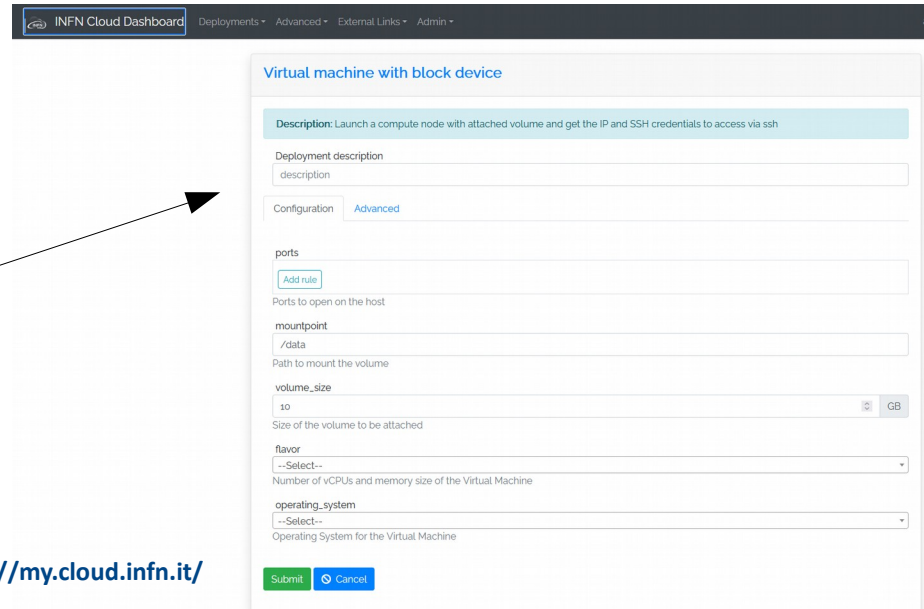 INFN Cloud Dashboard Deployments Advanced External Links Admin
Virtual machine with block device
Description: Launch a compute node with attached volume and get the IP and SSH credentials to access via ssh
Deployment description
description
Configuration Advanced
ports
Add rule
Ports to open on the host
mountpoint
/data
Path to mount the volume
volume_size
10 GB
Size of the volume to be attached
flavor
--Select--
Number of vCPUs and memory size of the Virtual Machine
operating_system
--Select--
Operating System for the Virtual Machine
//my.cloud.infn.it/
Submit Cancel